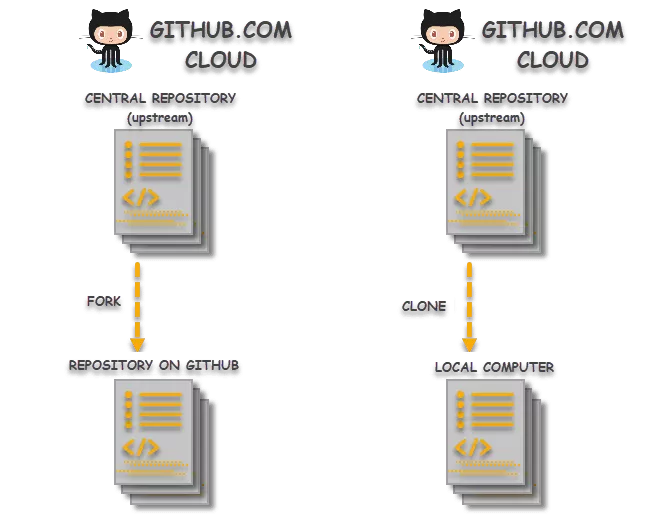 GITHUB.COM
CLOUD
CENTRAL REPOSITORY
(upstream)
</>
FORK
REPOSITORY ON GITHUB
</>
GITHUB.COM
CLOUD
CENTRAL REPOSITORY
(upstream)
</>
CLONE
LOCAL COMPUTER
</>